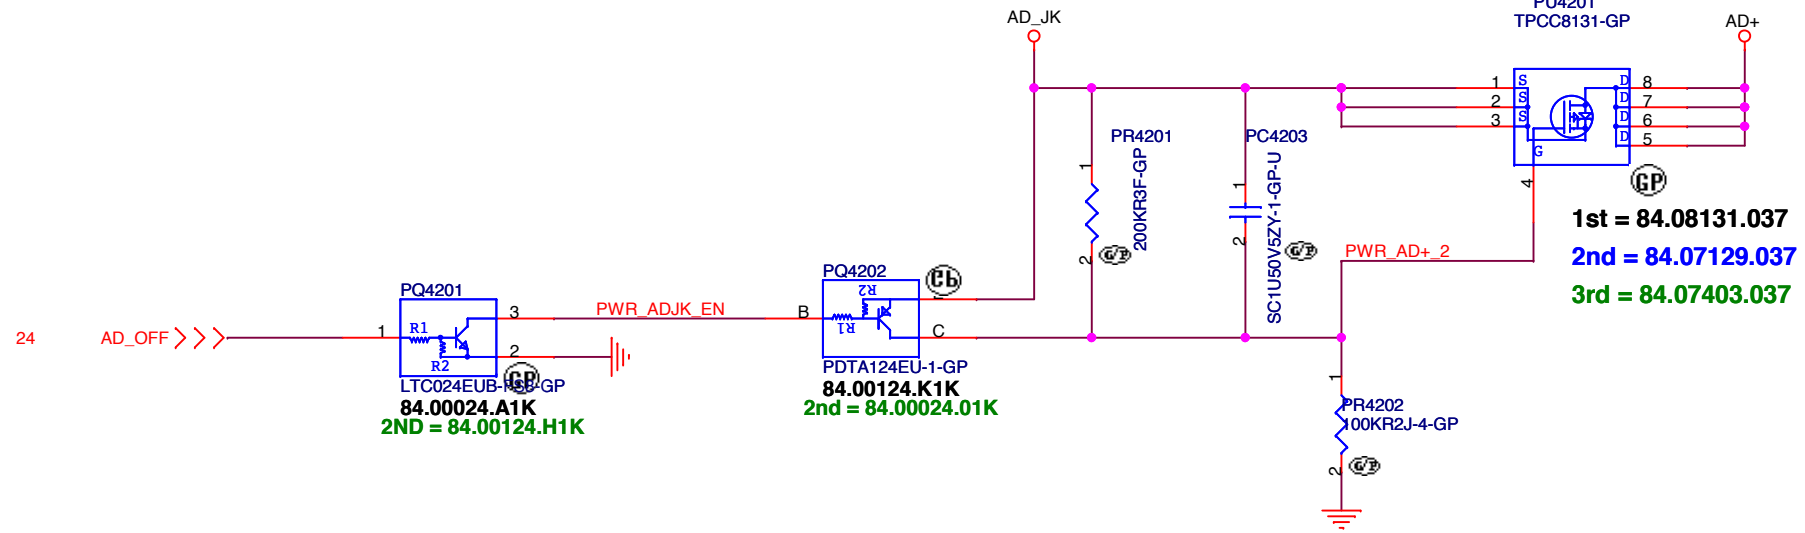 AD_JK
PU4201
TPCC8131-GP
AD+
1
2
3
S
S
S
G
D
D
D
D
8
7
6
5
4
PR4201
200KR3F-GP
1
2
G/P
PC4203
SC1U50V5ZY-1-GP-U
1
2
G/P
GP
1st = 84.08131.037
2nd = 84.07129.037
3rd = 84.07403.037
PWR_AD+_2
PQ4202
R2
R1
B
C
PDTA124EU-1-GP
84.00124.K1K
2nd = 84.00024.01K
PQ4201
R1
R2
1
3
2
PWR_ADJK_EN
24
AD_OFF
GP
84.00024.A1K
2ND = 84.00124.H1K
1
PR4202
100KR2J-4-GP
2
G/P